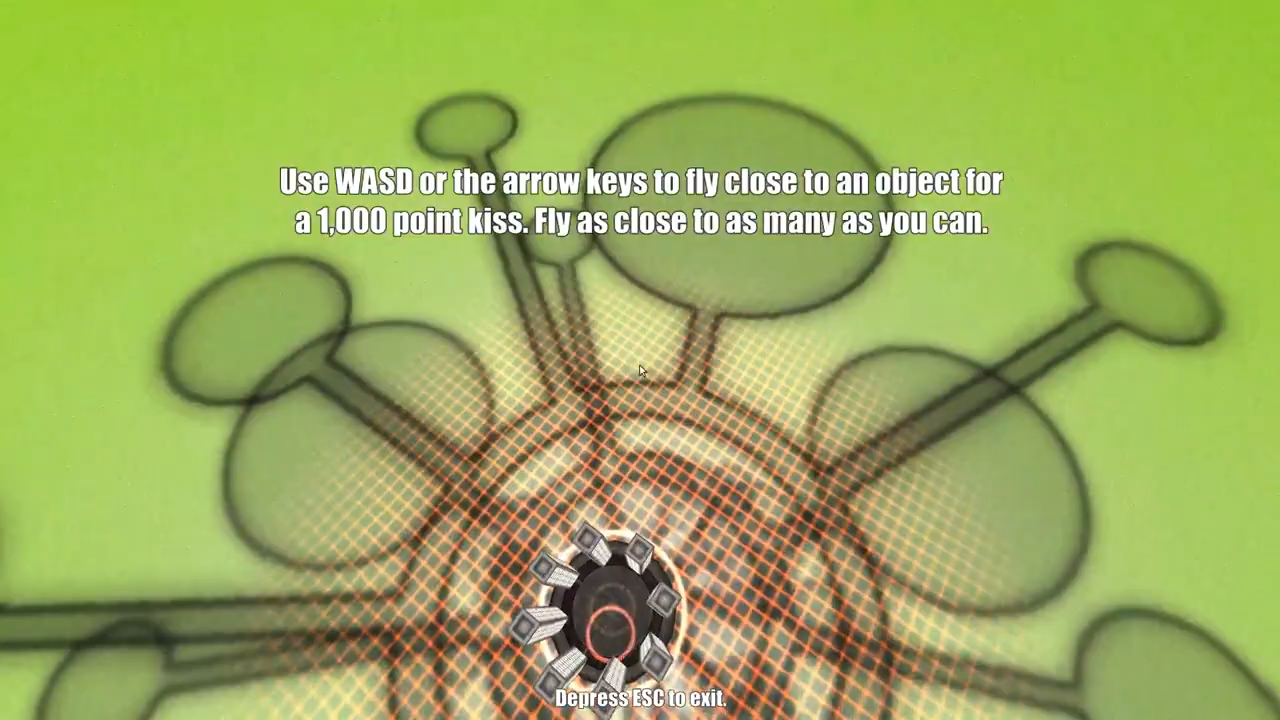 Use WASD or the arrow keys to fly close to an object for
a 1,000 point kiss. Fly as close to as many as you can.
Depress ESC to exit.